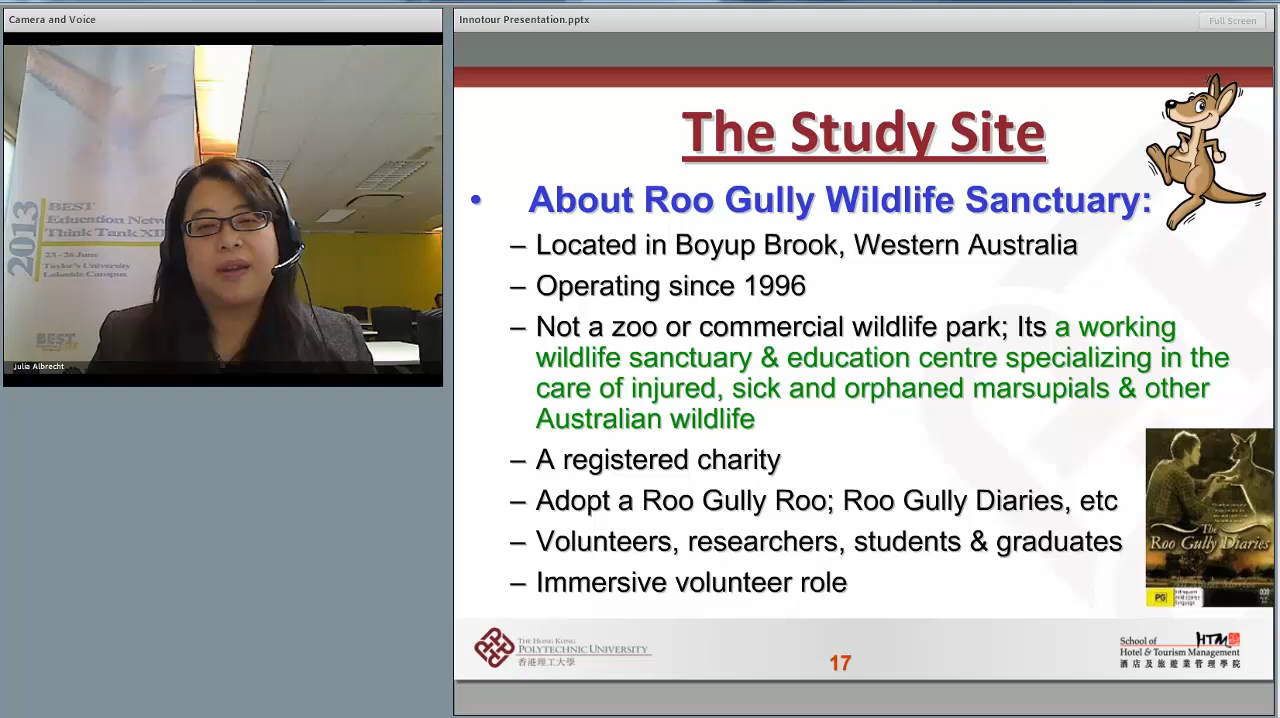 Camera and Voice
2013
BEST
Education Netw
Think Tank XII
23 - 26 June
Taylor's University
Lakeside Campus
BEST
Julia Albrecht
Innotour Presentation.pptx
Full Screen
The Study Site
• About Roo Gully Wildlife Sanctuary:
– Located in Boyup Brook, Western Australia
– Operating since 1996
– Not a zoo or commercial wildlife park; Its a working
wildlife sanctuary & education centre specializing in the
care of injured, sick and orphaned marsupials & other
Australian wildlife
– A registered charity
– Adopt a Roo Gully Roo; Roo Gully Diaries, etc
– Volunteers, researchers, students & graduates
– Immersive volunteer role
The
Roo Gully Diaries
PG
THE HONG KONG
POLYTECHNIC UNIVERSITY
香港理工大學
17
School of HTM
Hotel & Tourism Management
酒店及旅遊業管理學院